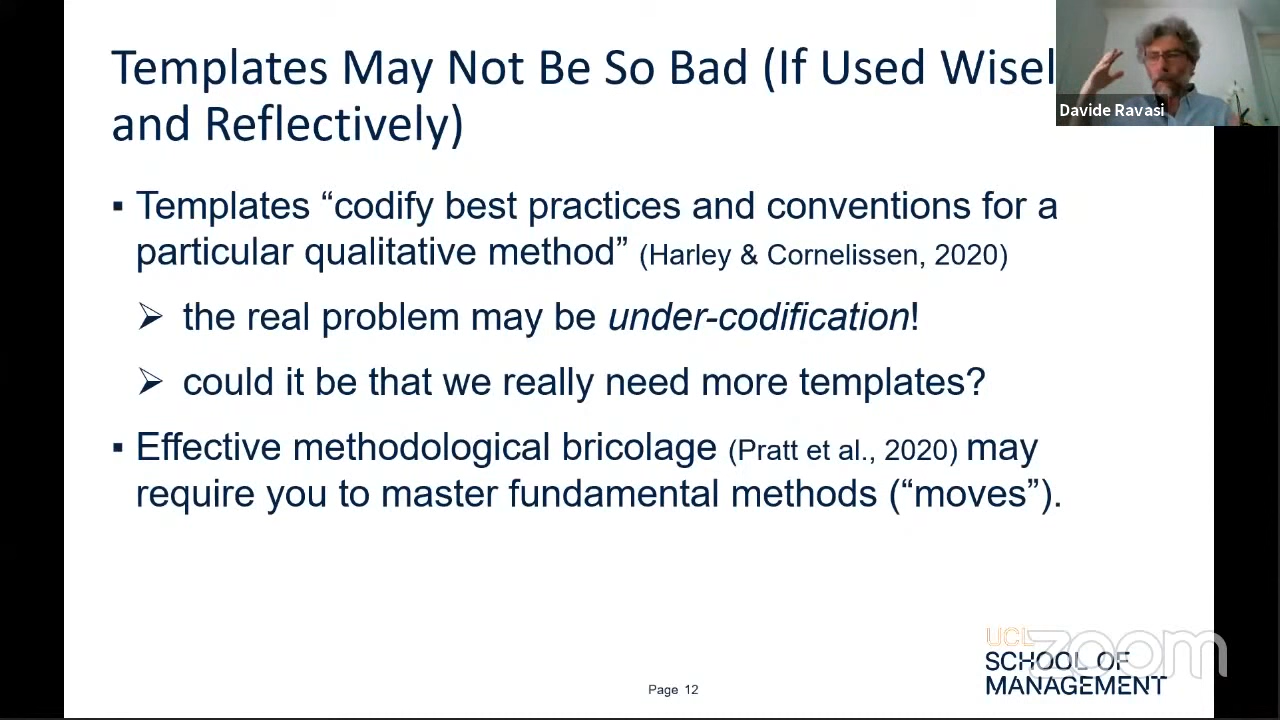 Templates May Not Be So Bad (If Used Wisel
and Reflectively)
Davide Ravasi
▪ Templates “codify best practices and conventions for a
particular qualitative method” (Harley & Cornelissen, 2020)
➢ the real problem may be under-codification!
➢ could it be that we really need more templates?
▪ Effective methodological bricolage (Pratt et al., 2020) may
require you to master fundamental methods (“moves”).
UCL
zoom
SCHOOL OF
MANAGEMENT
Page 12